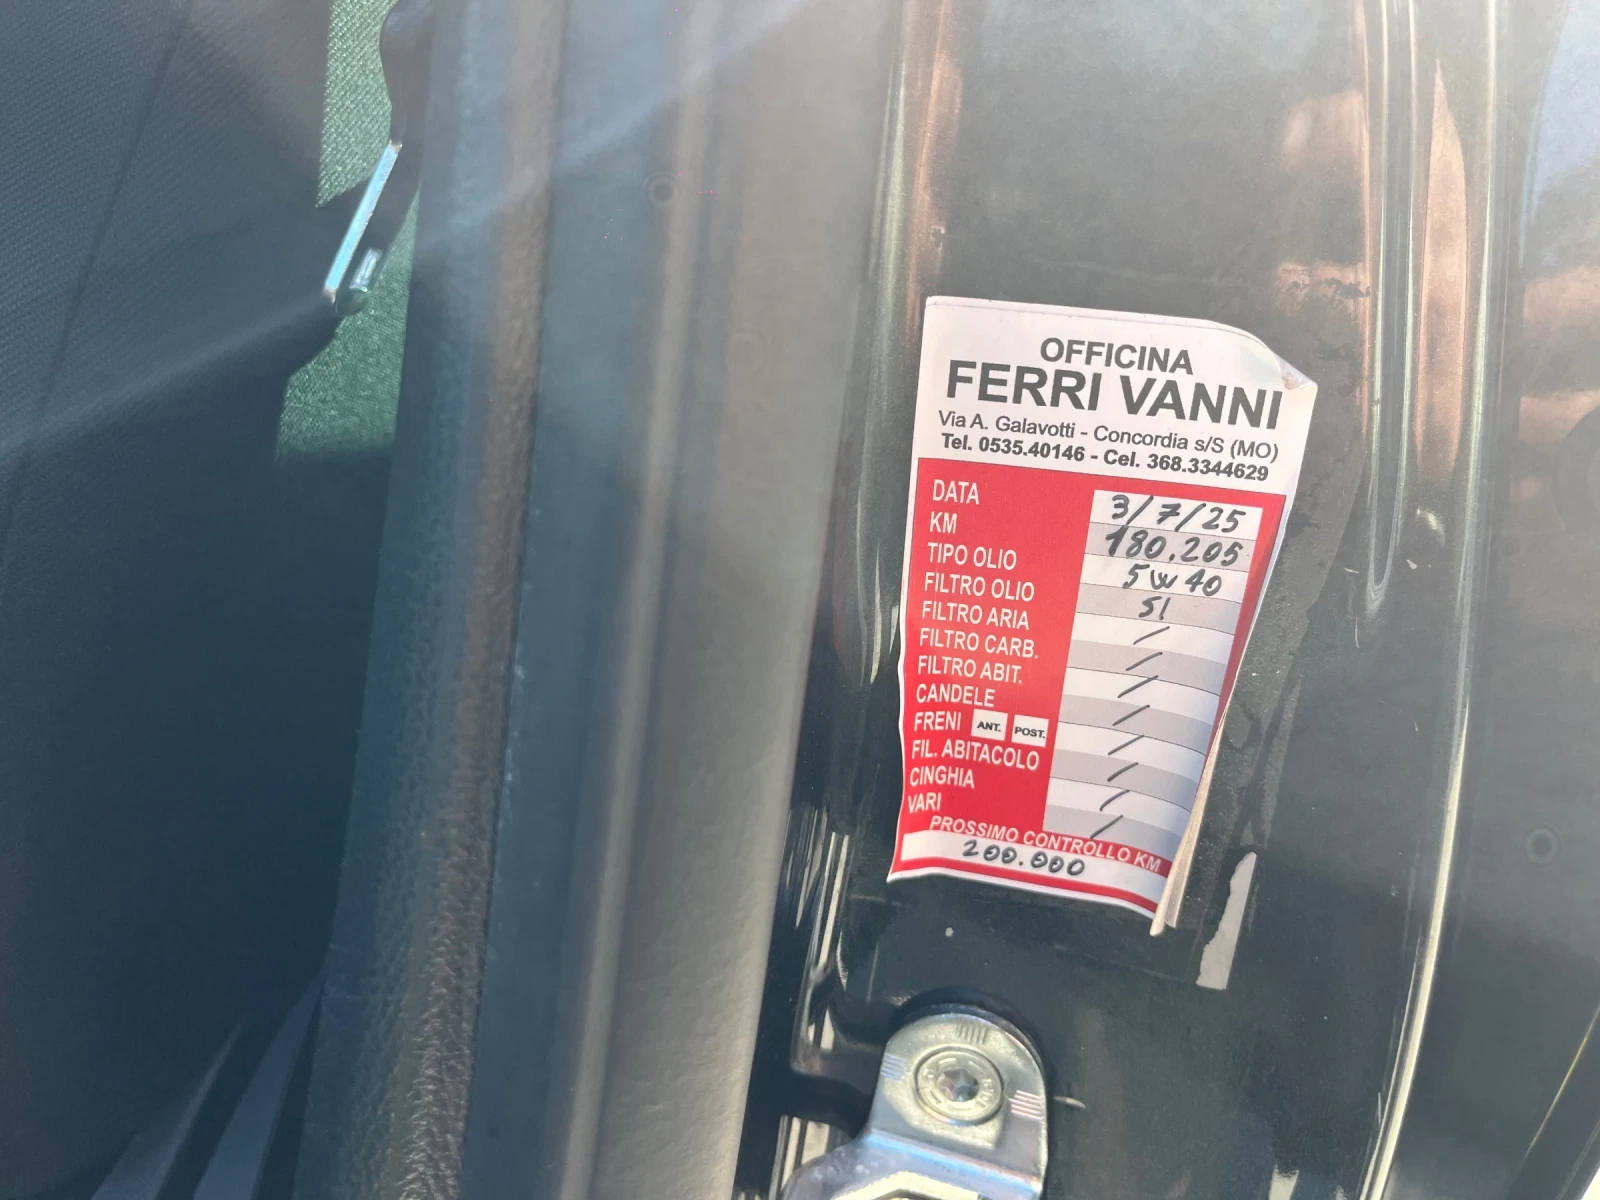 OFFICINA
FERRI VANNI
Via A. Galavotti - Concordia s/S (MO)
Tel. 0535.40146 - Cel. 368.3344629
DATA 3/7/25
KM 180.205
TIPO OLIO 5W40
FILTRO OLIO SI
FILTRO ARIA /
FILTRO CARB. /
FILTRO ABIT. /
CANDELE /
FRENI ANT. POST. /
FIL. ABITACOLO /
CINGHIA /
VARI /
PROSSIMO CONTROLLO KM
200.000